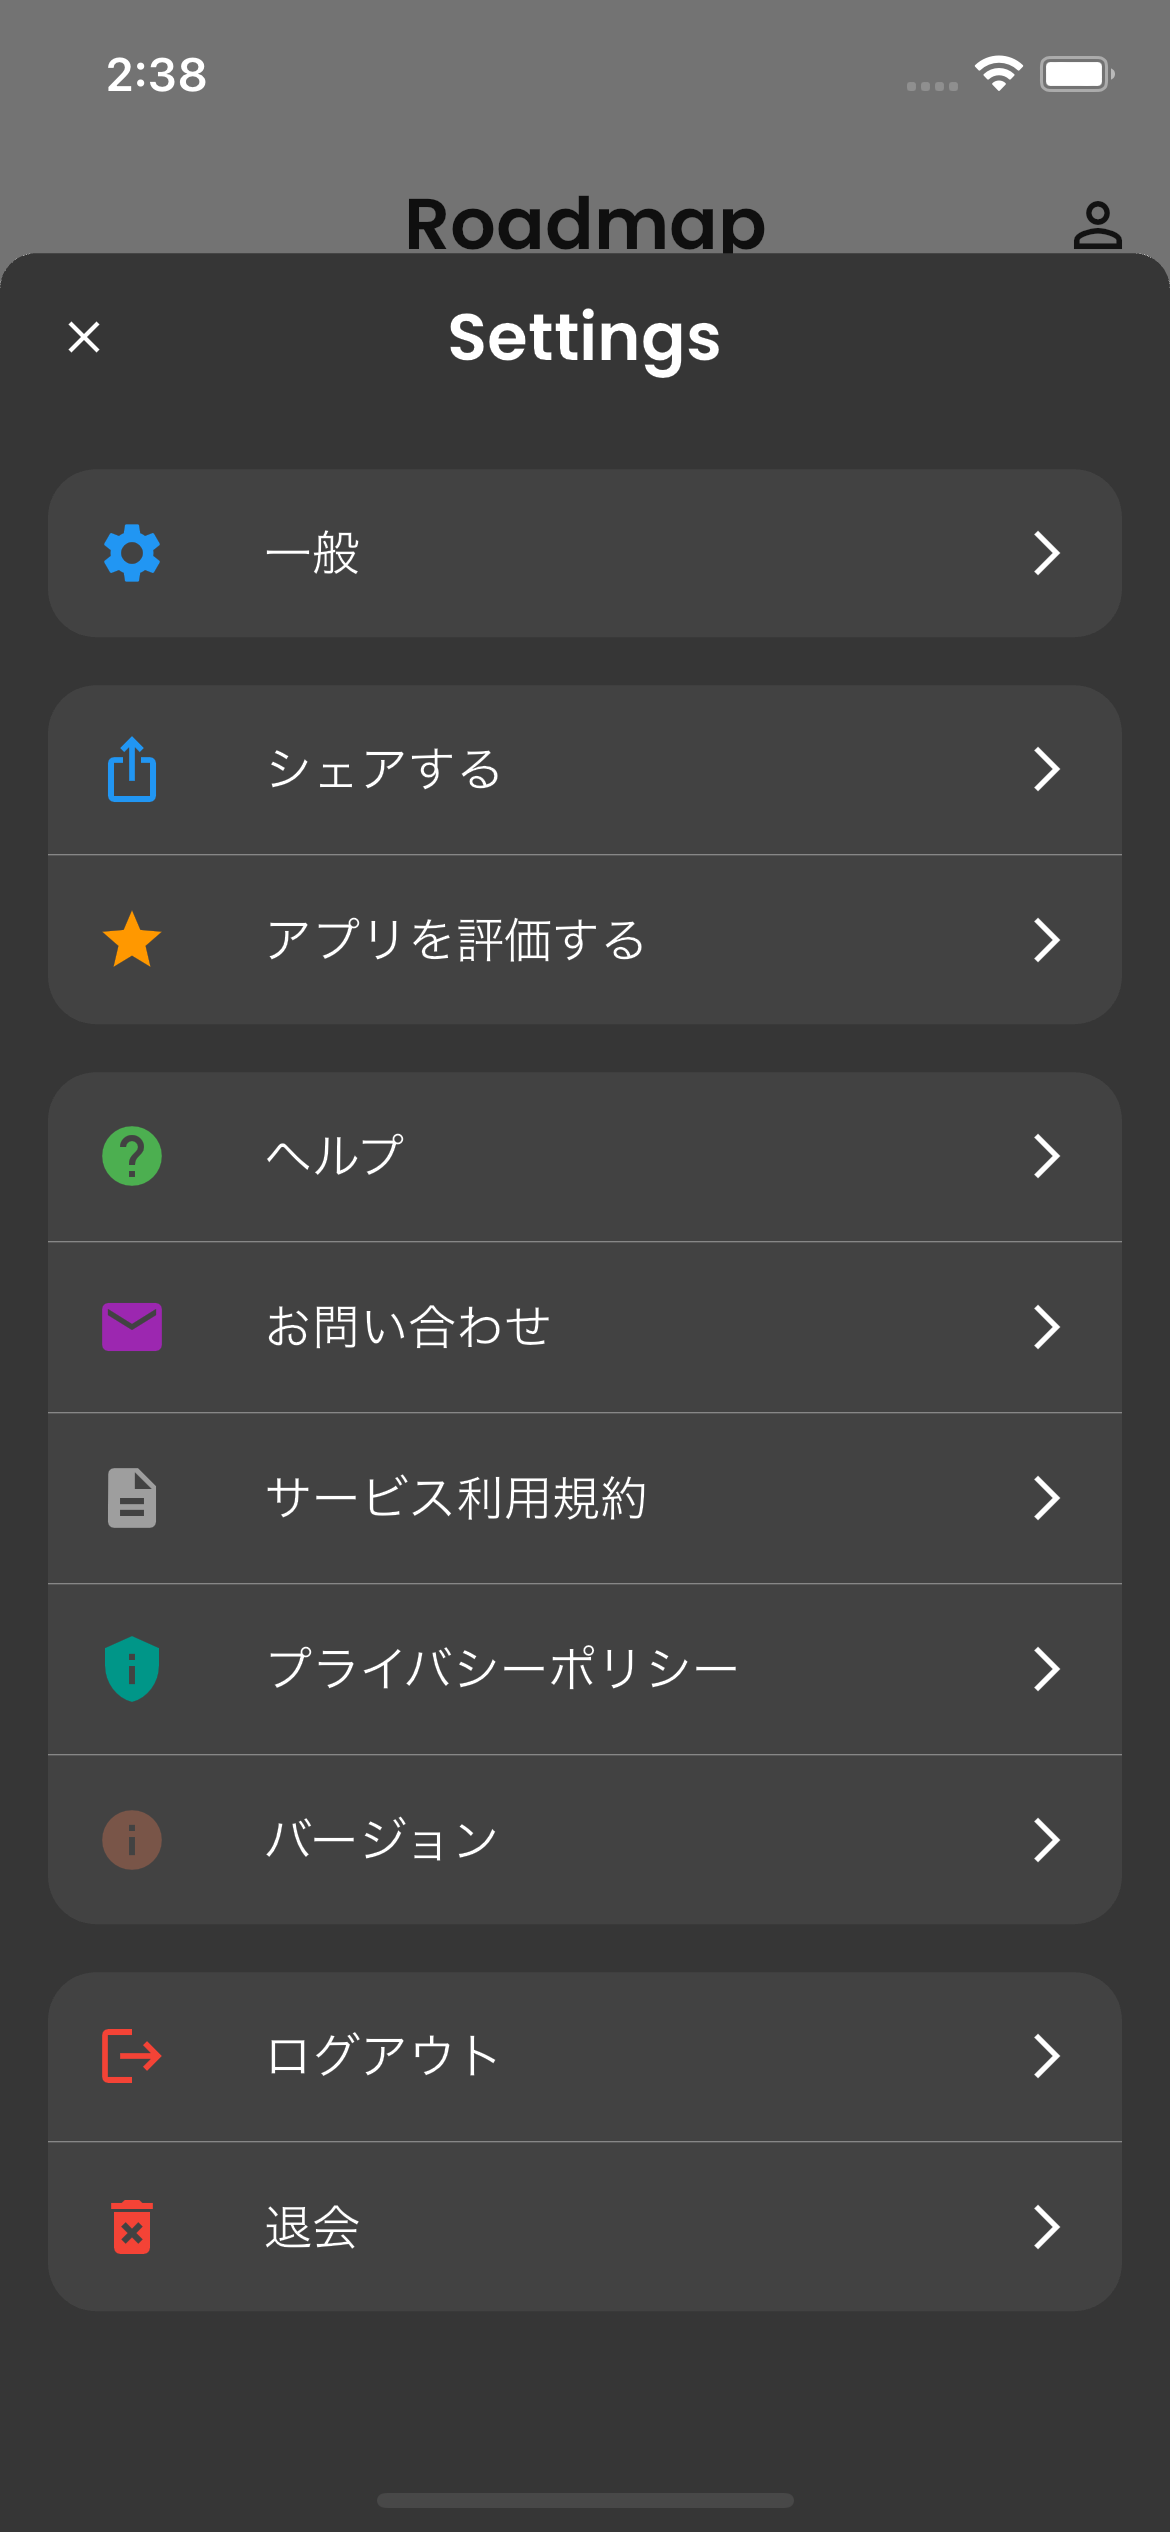 2:38
Roadmap
Settings
一般
シェアする
アプリを評価する
ヘルプ
お問い合わせ
サービス利用規約
プライバシーポリシー
バージョン
ログアウト
退会